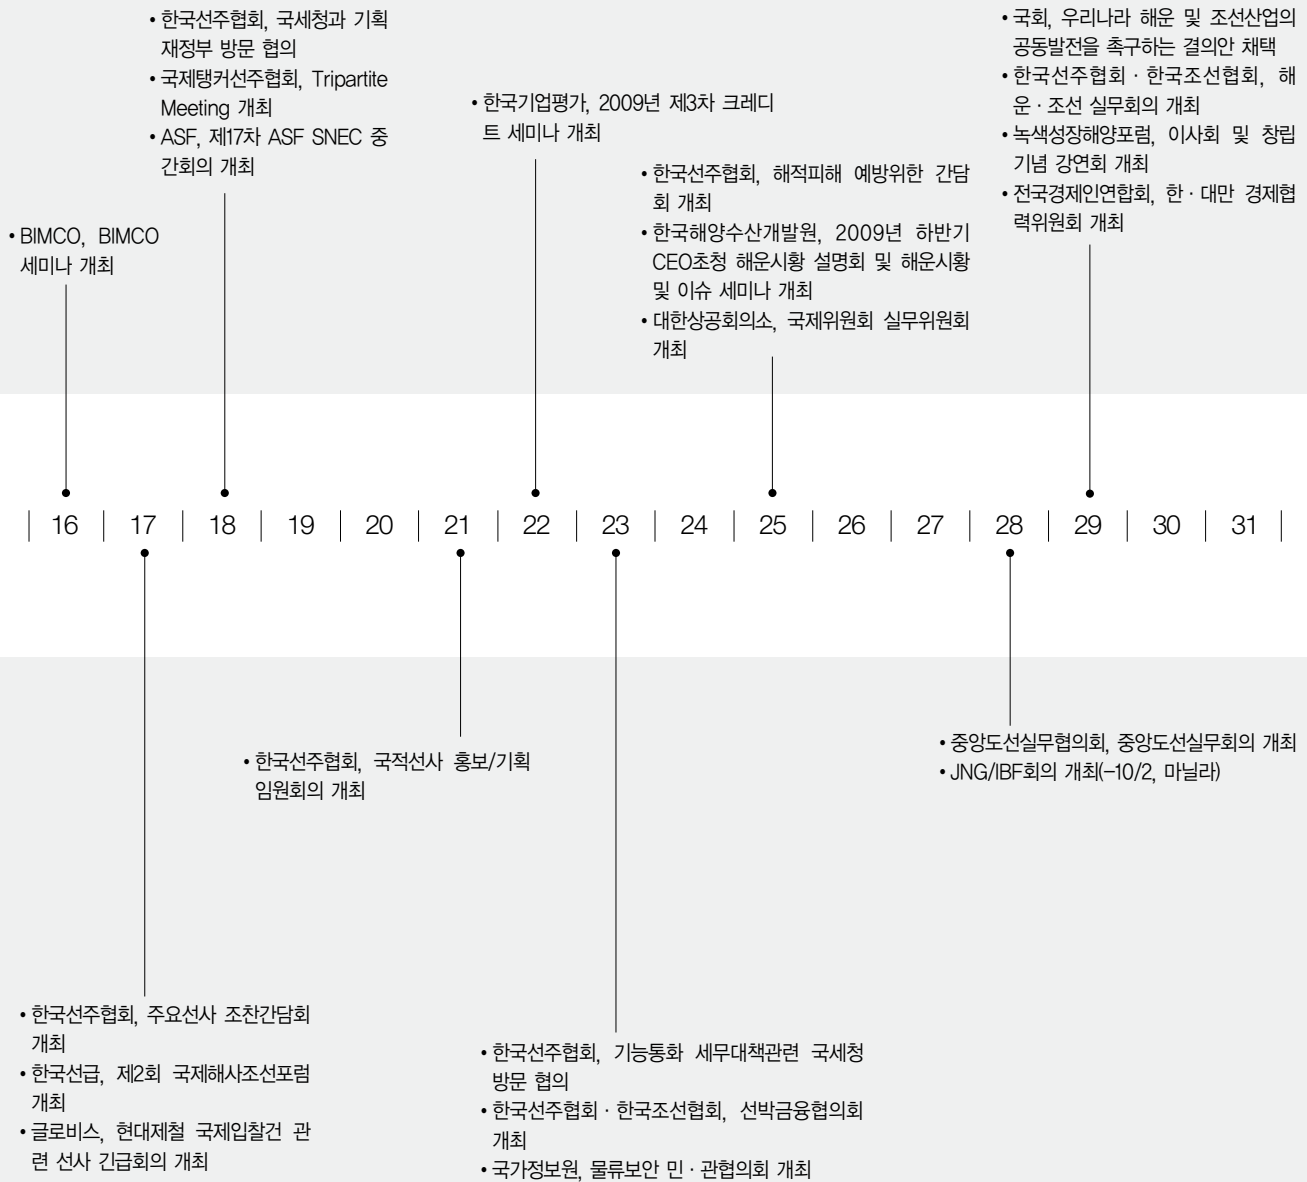 • 한국선주협회, 국세청과 기획
재정부 방문 협의
• 국제탱커선주협회, Tripartite
Meeting 개최
• ASF, 제17차 ASF SNEC 중
간회의 개최
• 국회, 우리나라 해운 및 조선산업의
공동발전을 촉구하는 결의안 채택
• 한국선주협회 · 한국조선협회, 해
운 · 조선 실무회의 개최
• 녹색성장해양포럼, 이사회 및 창립
기념 강연회 개최
• 전국경제인연합회, 한 · 대만 경제협
력위원회 개최
• 한국기업평가, 2009년 제3차 크레디
트 세미나 개최
• 한국선주협회, 해적피해 예방위한 간담
회 개최
• 한국해양수산개발원, 2009년 하반기
CEO초청 해운시황 설명회 및 해운시황
및 이슈 세미나 개최
• 대한상공회의소, 국제위원회 실무위원회
개최
• BIMCO, BIMCO
세미나 개최
16 17 18 19 20 21 22 23 24 25 26 27 28 29 30 31
• 한국선주협회, 국적선사 홍보/기획
임원회의 개최
• 중앙도선실무협의회, 중앙도선실무회의 개최
• JNG/IBF회의 개최(-10/2, 마닐라)
• 한국선주협회, 주요선사 조찬간담회
개최
• 한국선급, 제2회 국제해사조선포럼
개최
• 글로비스, 현대제철 국제입찰건 관
련 선사 긴급회의 개최
• 한국선주협회, 기능통화 세무대책관련 국세청
방문 협의
• 한국선주협회 · 한국조선협회, 선박금융협의회
개최
• 국가정보원, 물류보안 민 · 관협의회 개최